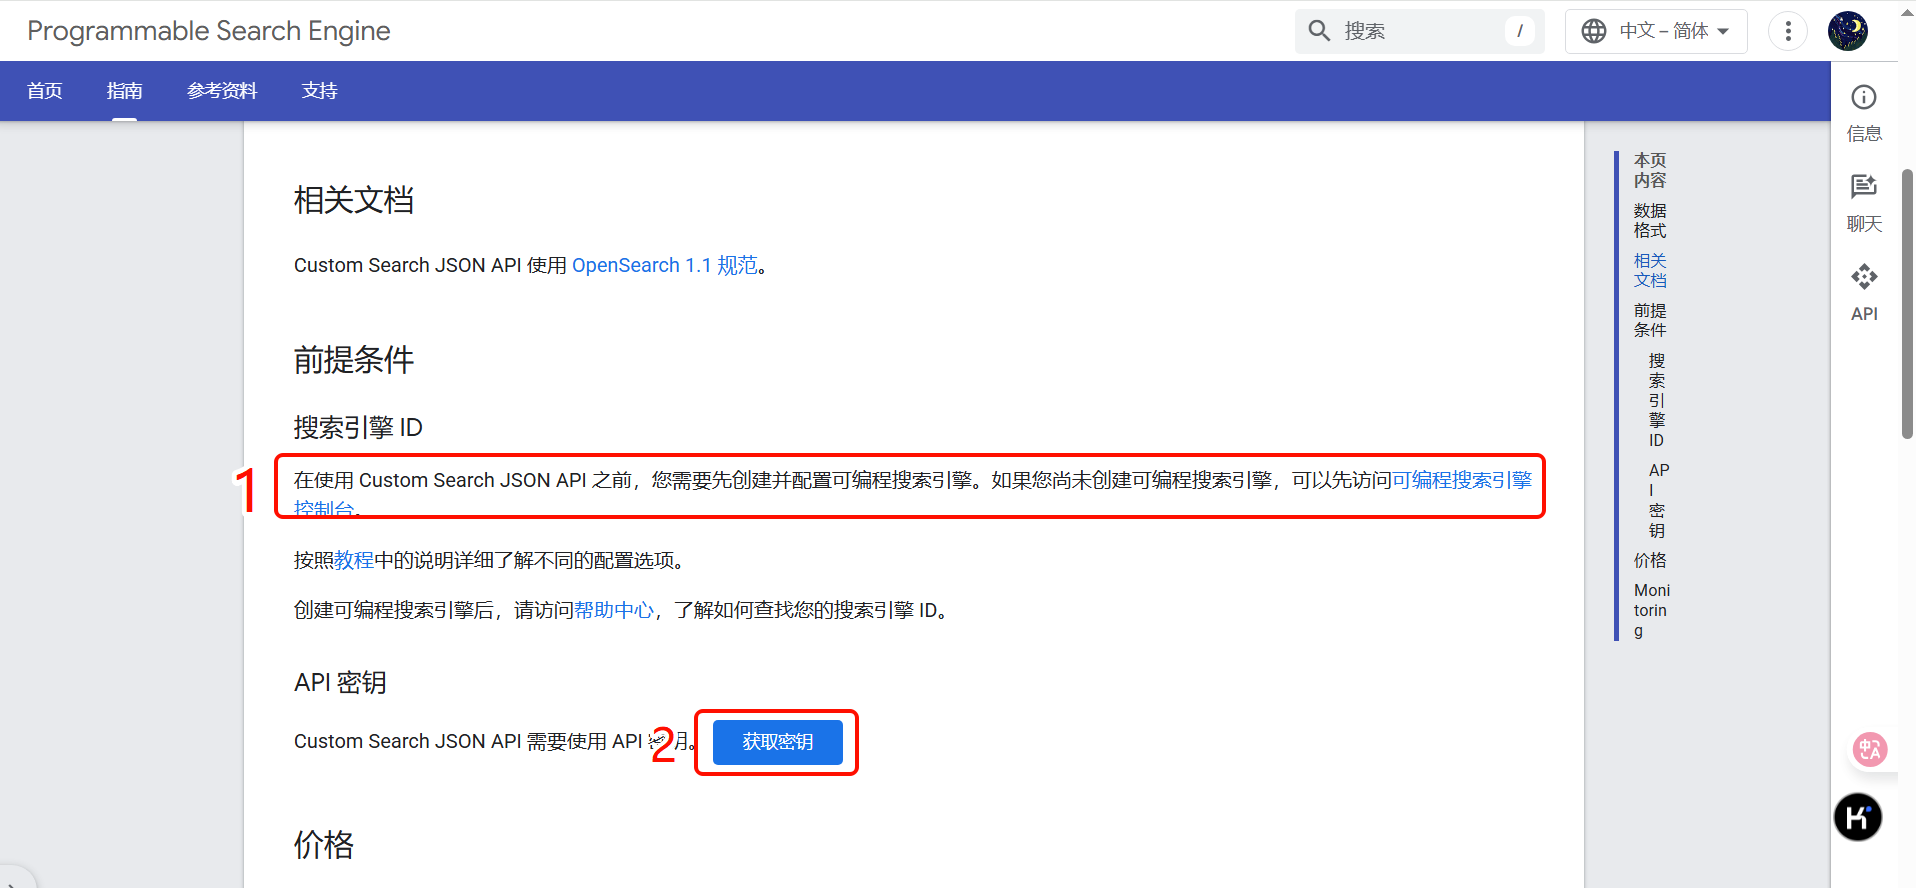 Programmable Search Engine
搜索
/
中文 – 简体
首页
指南
参考资料
支持
相关文档
Custom Search JSON API 使用 OpenSearch 1.1 规范。
前提条件
搜索引擎 ID
1
在使用 Custom Search JSON API 之前，您需要先创建并配置可编程搜索引擎。如果您尚未创建可编程搜索引擎，可以先访问可编程搜索引擎
控制台。
按照教程中的说明详细了解不同的配置选项。
创建可编程搜索引擎后，请访问帮助中心，了解如何查找您的搜索引擎 ID。
API 密钥
Custom Search JSON API 需要使用 API 密钥。
2
获取密钥
价格
本页
内容
数据
格式
相关
文档
前提
条件
搜
索
引
擎
ID
AP
I
密
钥
价格
Moni
torin
g
信息
聊天
API
中A
K